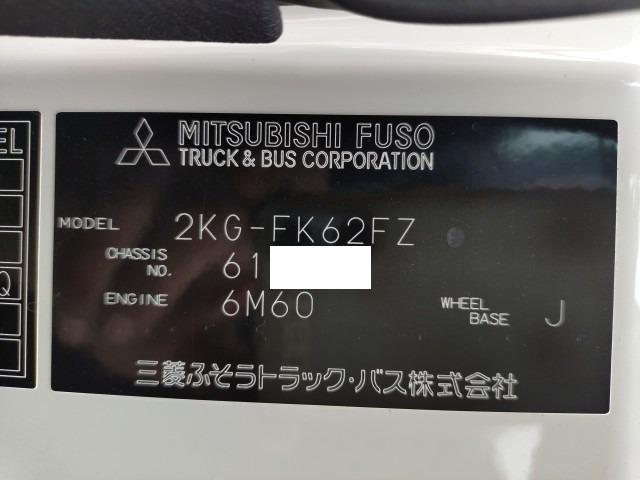 MITSUBISHI FUSO
TRUCK & BUS CORPORATION
EL
MODEL 2KG-FK62FZ
CHASSIS NO. 61
Q
ENGINE 6M60 WHEEL BASE J
三菱ふそうトラック・バス株式会社